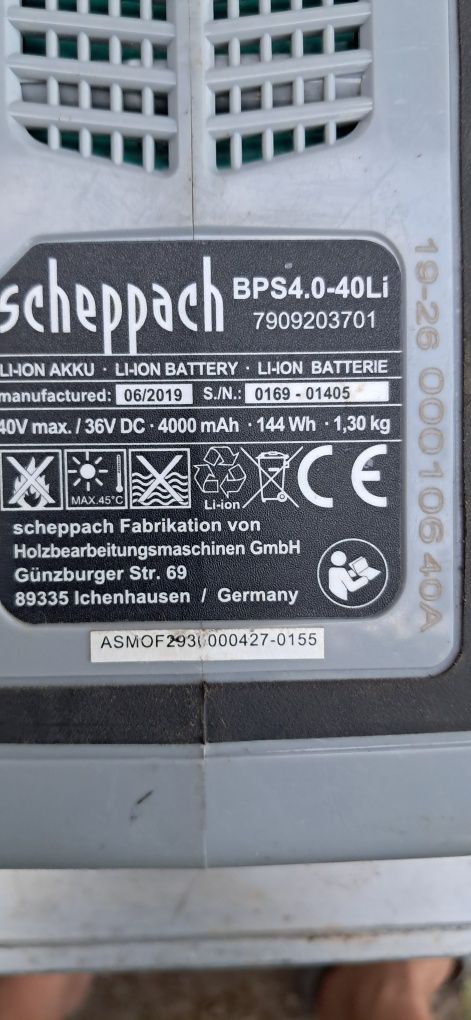 scheppach BPS4.0-40Li
7909203701
LI-ION AKKU · LI-ION BATTERY · LI-ION BATTERIE
manufactured: 06/2019 S./N.: 0169 - 01405
40V max. / 36V DC · 4000 mAh · 144 Wh · 1,30 kg
MAX.45°C
Li-ion
CE
scheppach Fabrikation von
Holzbearbeitungsmaschinen GmbH
Günzburger Str. 69
89335 Ichenhausen / Germany
19-26 000106 40A